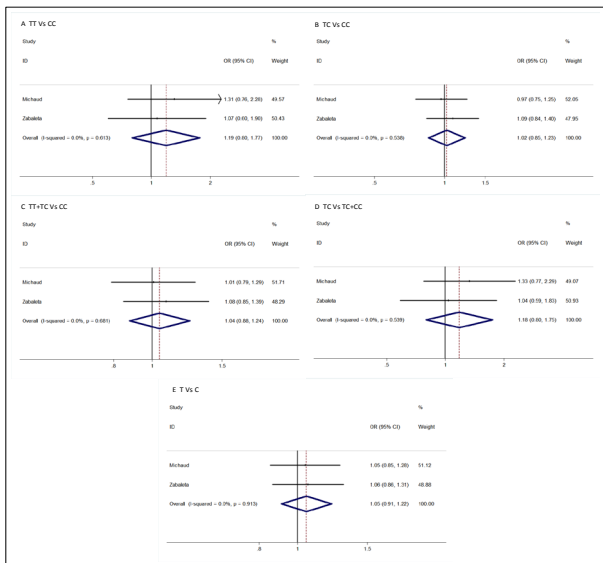 A TT Vs CC
Study
%
ID
OR (95% CI)
Weight
Michaud
1.31 (0.76, 2.28)
49.57
Zabaleta
1.07 (0.60, 1.90)
50.43
Overall (I-squared = 0.0%, p = 0.613)
1.19 (0.80, 1.77)
100.00
.5
1
2
B TC Vs CC
Study
%
ID
OR (95% CI)
Weight
Michaud
0.97 (0.75, 1.25)
52.05
Zabaleta
1.09 (0.84, 1.40)
47.95
Overall (I-squared = 0.0%, p = 0.538)
1.02 (0.85, 1.23)
100.00
.5
1
1.5
C TT+TC Vs CC
Study
%
ID
OR (95% CI)
Weight
Michaud
1.01 (0.79, 1.29)
51.71
Zabaleta
1.08 (0.85, 1.39)
48.29
Overall (I-squared = 0.0%, p = 0.681)
1.04 (0.88, 1.24)
100.00
.8
1
1.5
D TC Vs TC+CC
Study
%
ID
OR (95% CI)
Weight
Michaud
1.33 (0.77, 2.29)
49.07
Zabaleta
1.04 (0.59, 1.83)
50.93
Overall (I-squared = 0.0%, p = 0.539)
1.18 (0.80, 1.75)
100.00
.5
1
2
E T Vs C
Study
%
ID
OR (95% CI)
Weight
Michaud
1.05 (0.85, 1.28)
51.12
Zabaleta
1.06 (0.86, 1.31)
48.88
Overall (I-squared = 0.0%, p = 0.913)
1.05 (0.91, 1.22)
100.00
.8
1
1.5